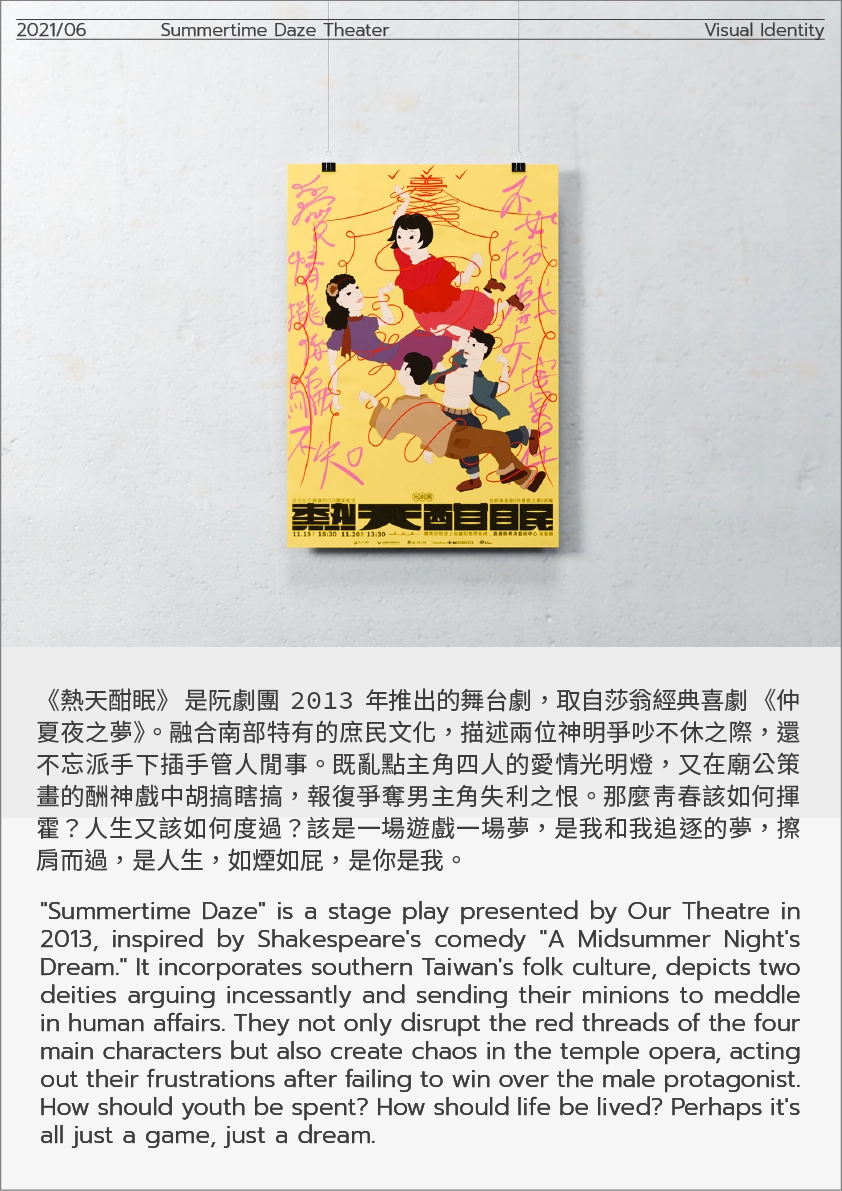 2021/06 Summertime Daze Theater Visual Identity
愛情攏係騙不知
不如扮戲
熱天酣眠
11.19 18:30 11.20 13:30
《熱天酣眠》是阮劇團 2013 年推出的舞台劇，取自莎翁經典喜劇《仲
夏夜之夢》。融合南部特有的庶民文化，描述兩位神明爭吵不休之際，還
不忘派手下插手管人間事。既亂點主角四人的愛情光明燈，又在廟公策
畫的酬神戲中胡搞瞎搞，報復爭奪男主角失利之恨。那麼青春該如何揮
霍？人生又該如何度過？該是一場遊戲一場夢，是我和我追逐的夢，擦
肩而過，是人生，如煙如屁，是你是我。
"Summertime Daze" is a stage play presented by Our Theatre in
2013, inspired by Shakespeare's comedy "A Midsummer Night's
Dream." It incorporates southern Taiwan's folk culture, depicts two
deities arguing incessantly and sending their minions to meddle
in human affairs. They not only disrupt the red threads of the four
main characters but also create chaos in the temple opera, acting
out their frustrations after failing to win over the male protagonist.
How should youth be spent? How should life be lived? Perhaps it's
all just a game, just a dream.